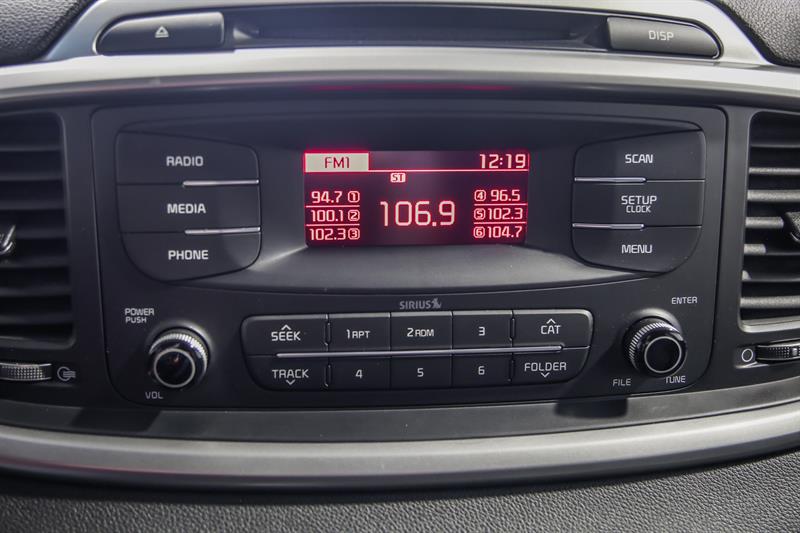 DISP
RADIO
MEDIA
PHONE
FM1 12:19
ST
94.7 1 4 96.5
100.1 2 106.9 5 102.3
102.3 3 6 104.7
SCAN
SETUP
CLOCK
MENU
SIRIUS
POWER
PUSH
VOL
SEEK 1 RPT 2 RDM 3 CAT
TRACK 4 5 6 FOLDER
ENTER
FILE TUNE